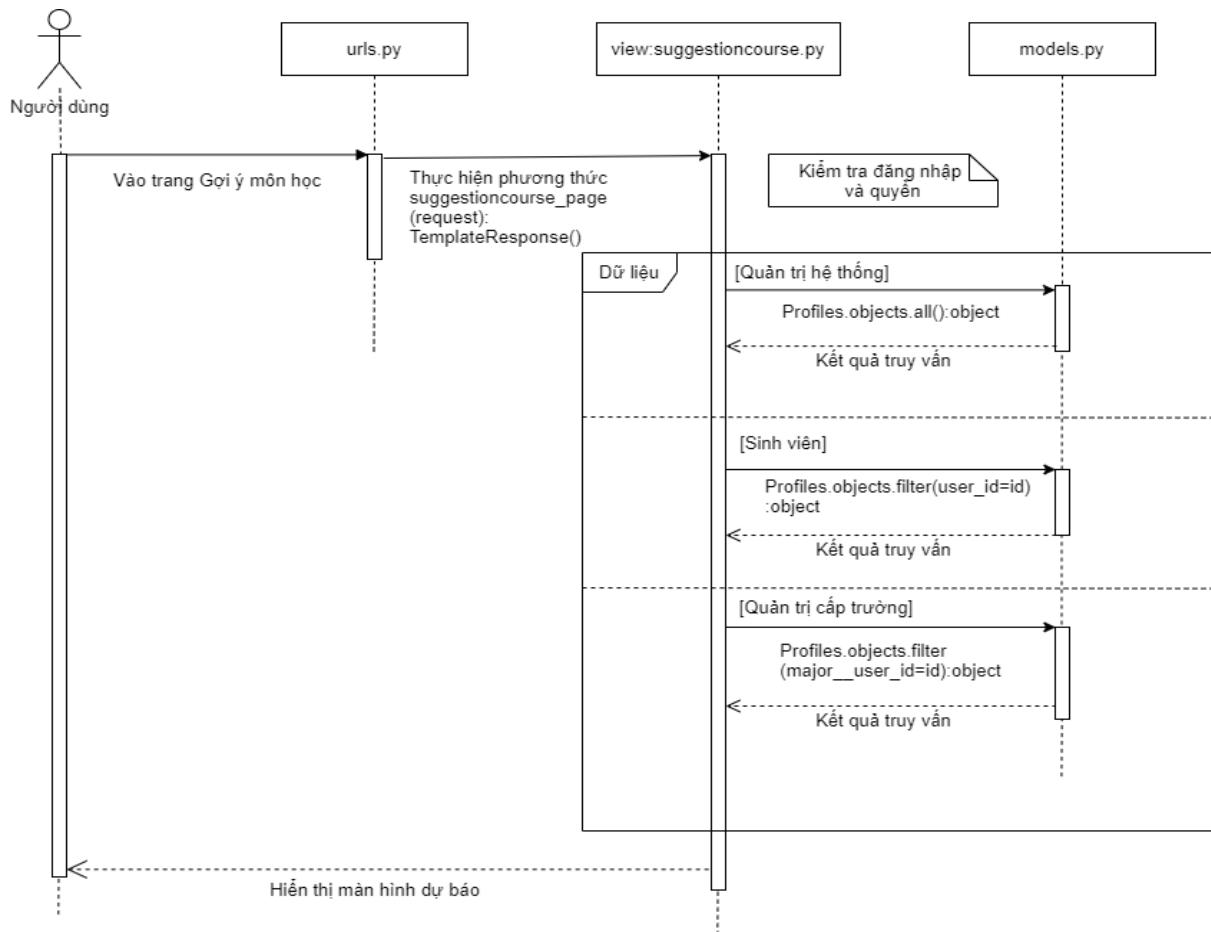 urls.py
view:suggestioncourse.py
models.py
Người dùng
Vào trang Gợi ý môn học
Thực hiện phương thức
suggestioncourse_page
(request):
TemplateResponse()
Kiểm tra đăng nhập
và quyền
Dữ liệu
[Quản trị hệ thống]
Profiles.objects.all():object
Kết quả truy vấn
[Sinh viên]
Profiles.objects.filter(user_id=id)
:object
Kết quả truy vấn
[Quản trị cấp trường]
Profiles.objects.filter
(major__user_id=id):object
Kết quả truy vấn
Hiển thị màn hình dự báo